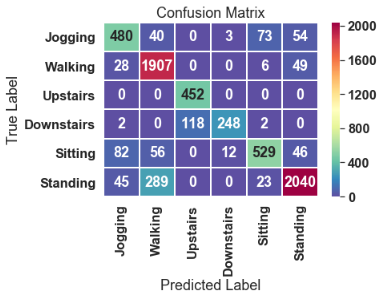 Confusion Matrix
True Label
Jogging 480 40 0 3 73 54
Walking 28 1907 0 0 6 49
Upstairs 0 0 452 0 0 0
Downstairs 2 0 118 248 2 0
Sitting 82 56 0 12 529 46
Standing 45 289 0 0 23 2040
Jogging Walking Upstairs Downstairs Sitting Standing
Predicted Label
2000
1600
1200
800
400
0